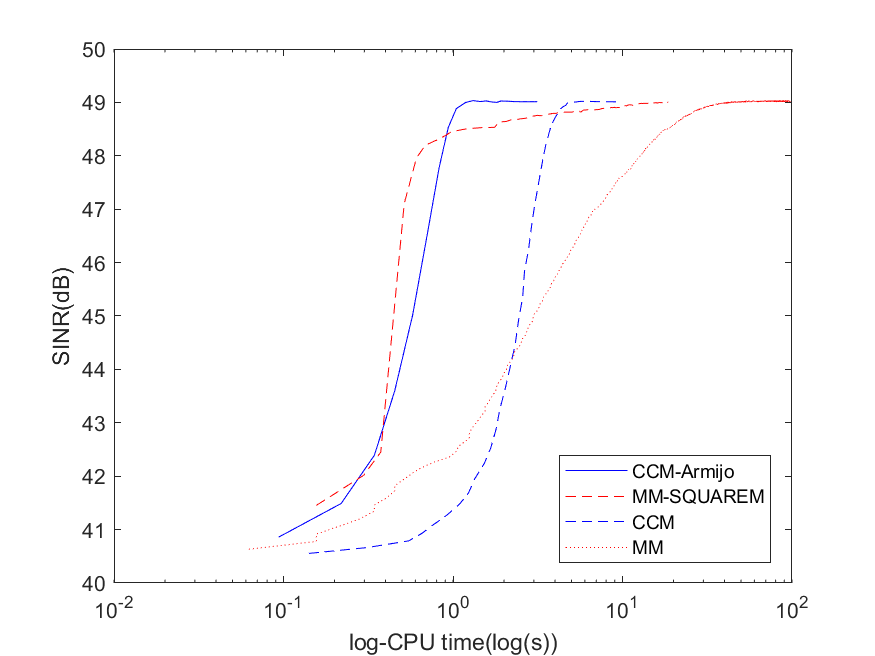 50
49
48
47
46
45
44
43
42
41
40
SINR(dB)
10^-2
10^-1
10^0
10^1
10^2
log-CPU time(log(s))
CCM-Armijo
MM-SQUAREM
CCM
MM